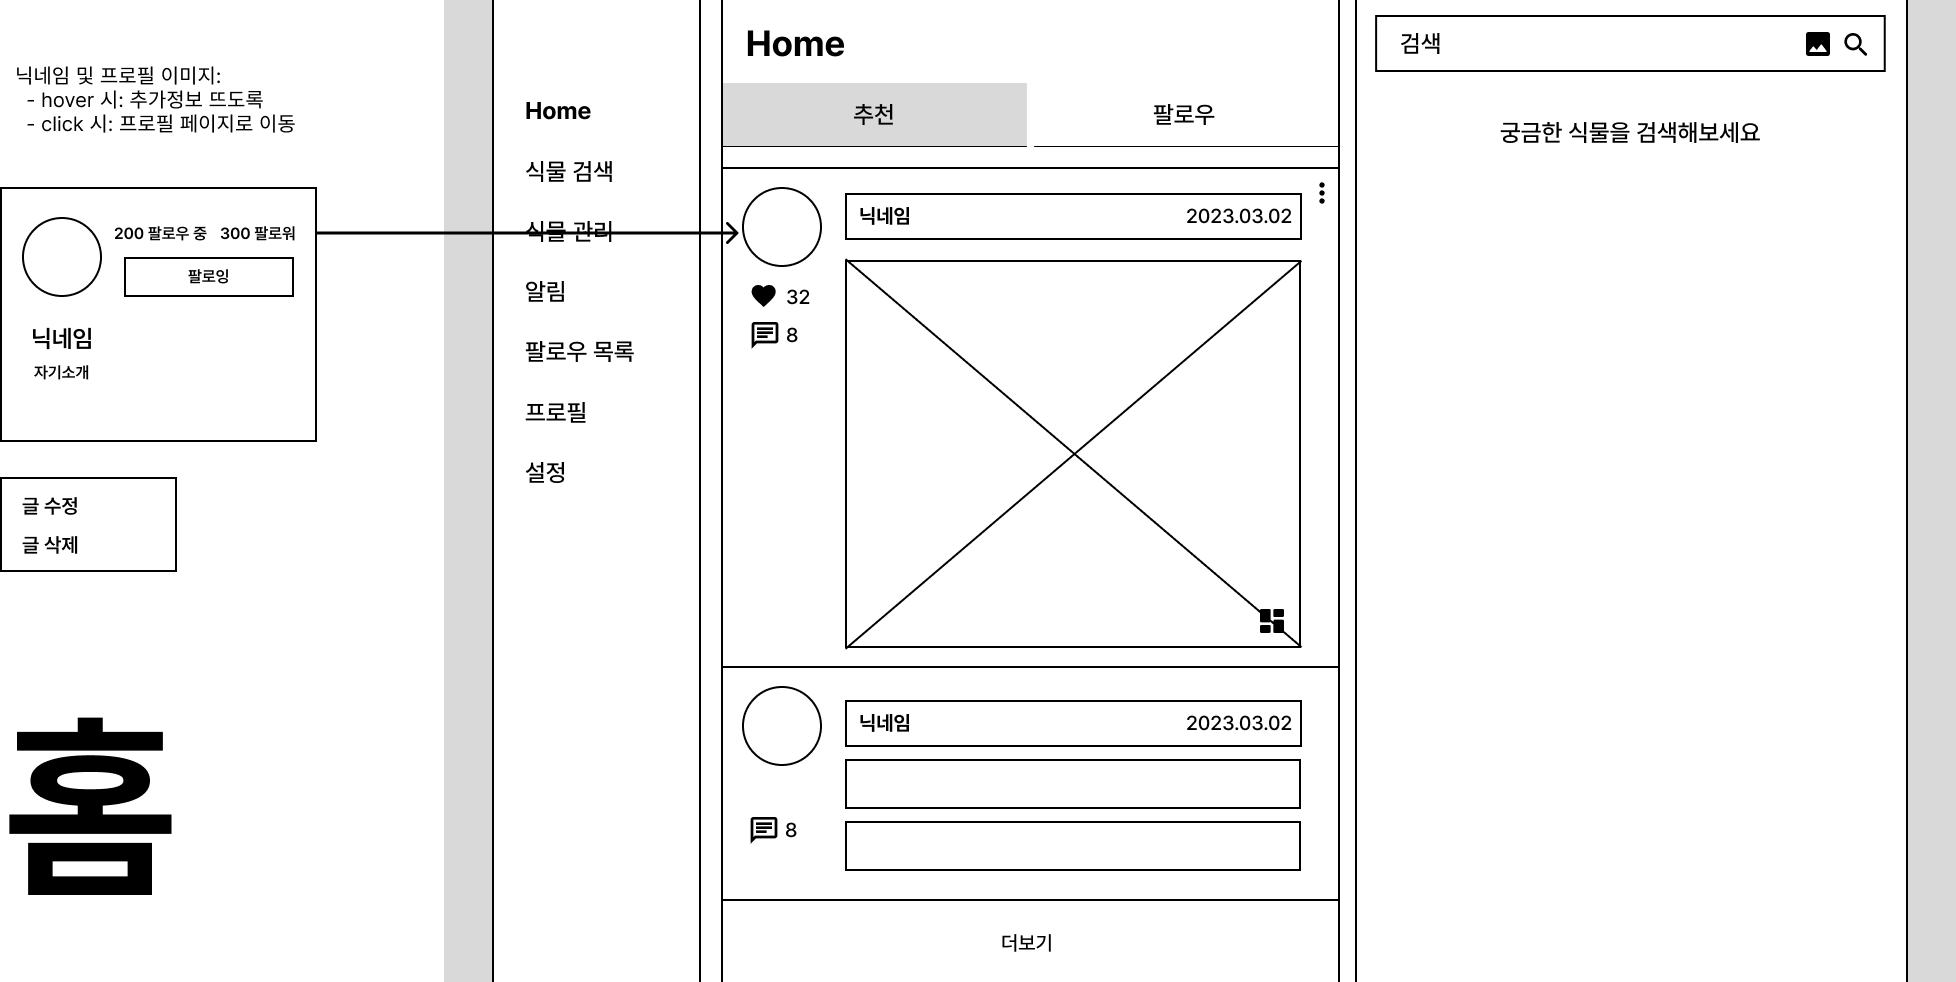 닉네임 및 프로필 이미지:
- hover 시: 추가정보 뜨도록
- click 시: 프로필 페이지로 이동
200 팔로우 중 300 팔로워
팔로잉
닉네임
자기소개
글 수정
글 삭제
홈
Home
식물 검색
식물 관리
알림
팔로우 목록
프로필
설정
Home
추천 팔로우
닉네임 2023.03.02
32
8
닉네임 2023.03.02
8
더보기
검색
궁금한 식물을 검색해보세요